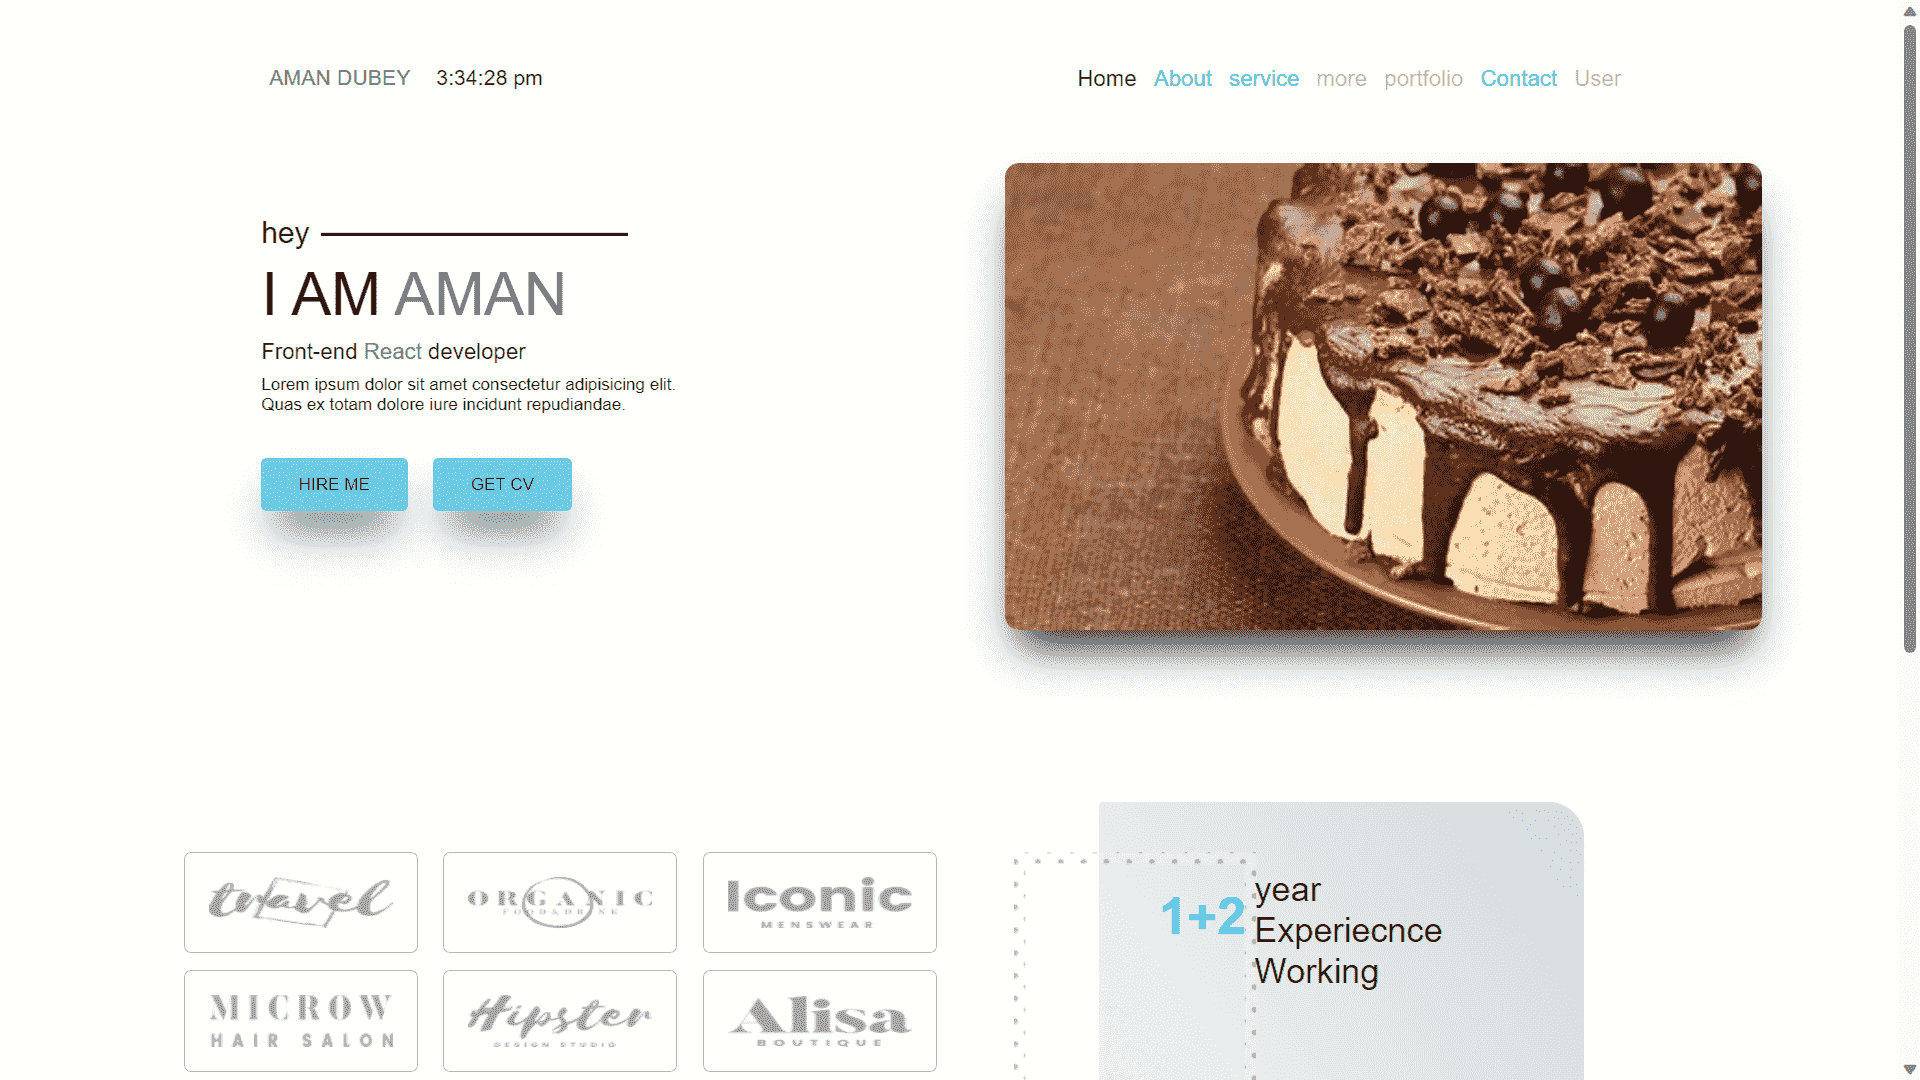 AMAN DUBEY 3:34:28 pm
Home About service more portfolio Contact User
hey
I AM AMAN
Front-end React developer
Lorem ipsum dolor sit amet consectetur adipisicing elit.
Quas ex totam dolore iure incidunt repudiandae.
HIRE ME GET CV
travel
ORGANIC
FOOD & DRINK
Iconic
MENSWEAR
1+2 year
Experiecnce
Working
MICROW
HAIR SALON
Hipster
DESIGN STUDIO
Alisa
BOUTIQUE